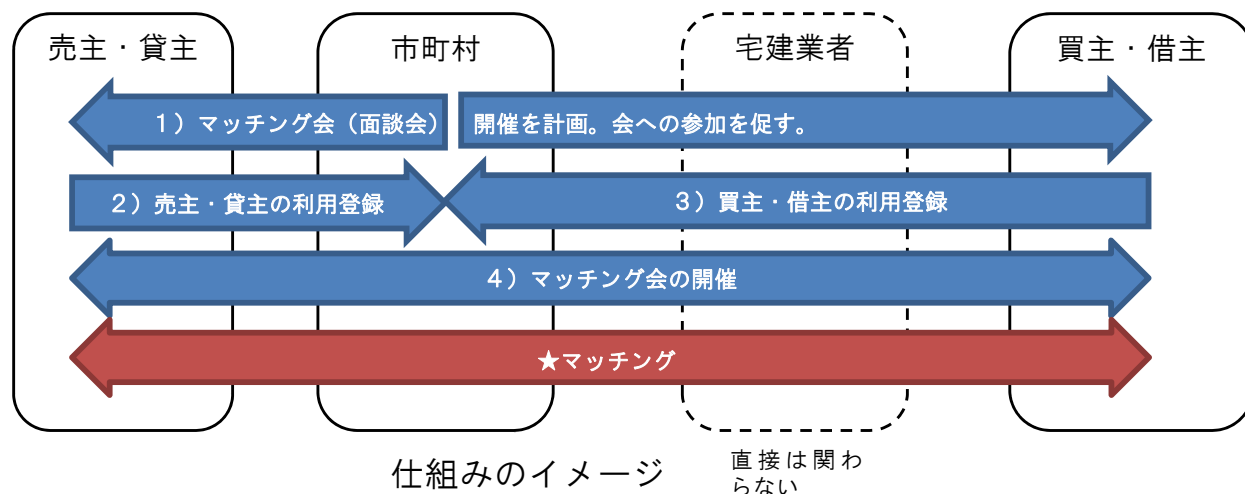 売主・貸主
市町村
宅建業者
買主・借主
1）マッチング会（面談会）
開催を計画。会への参加を促す。
2）売主・貸主の利用登録
3）買主・借主の利用登録
4）マッチング会の開催
★マッチング
仕組みのイメージ
直接は関わ
らない